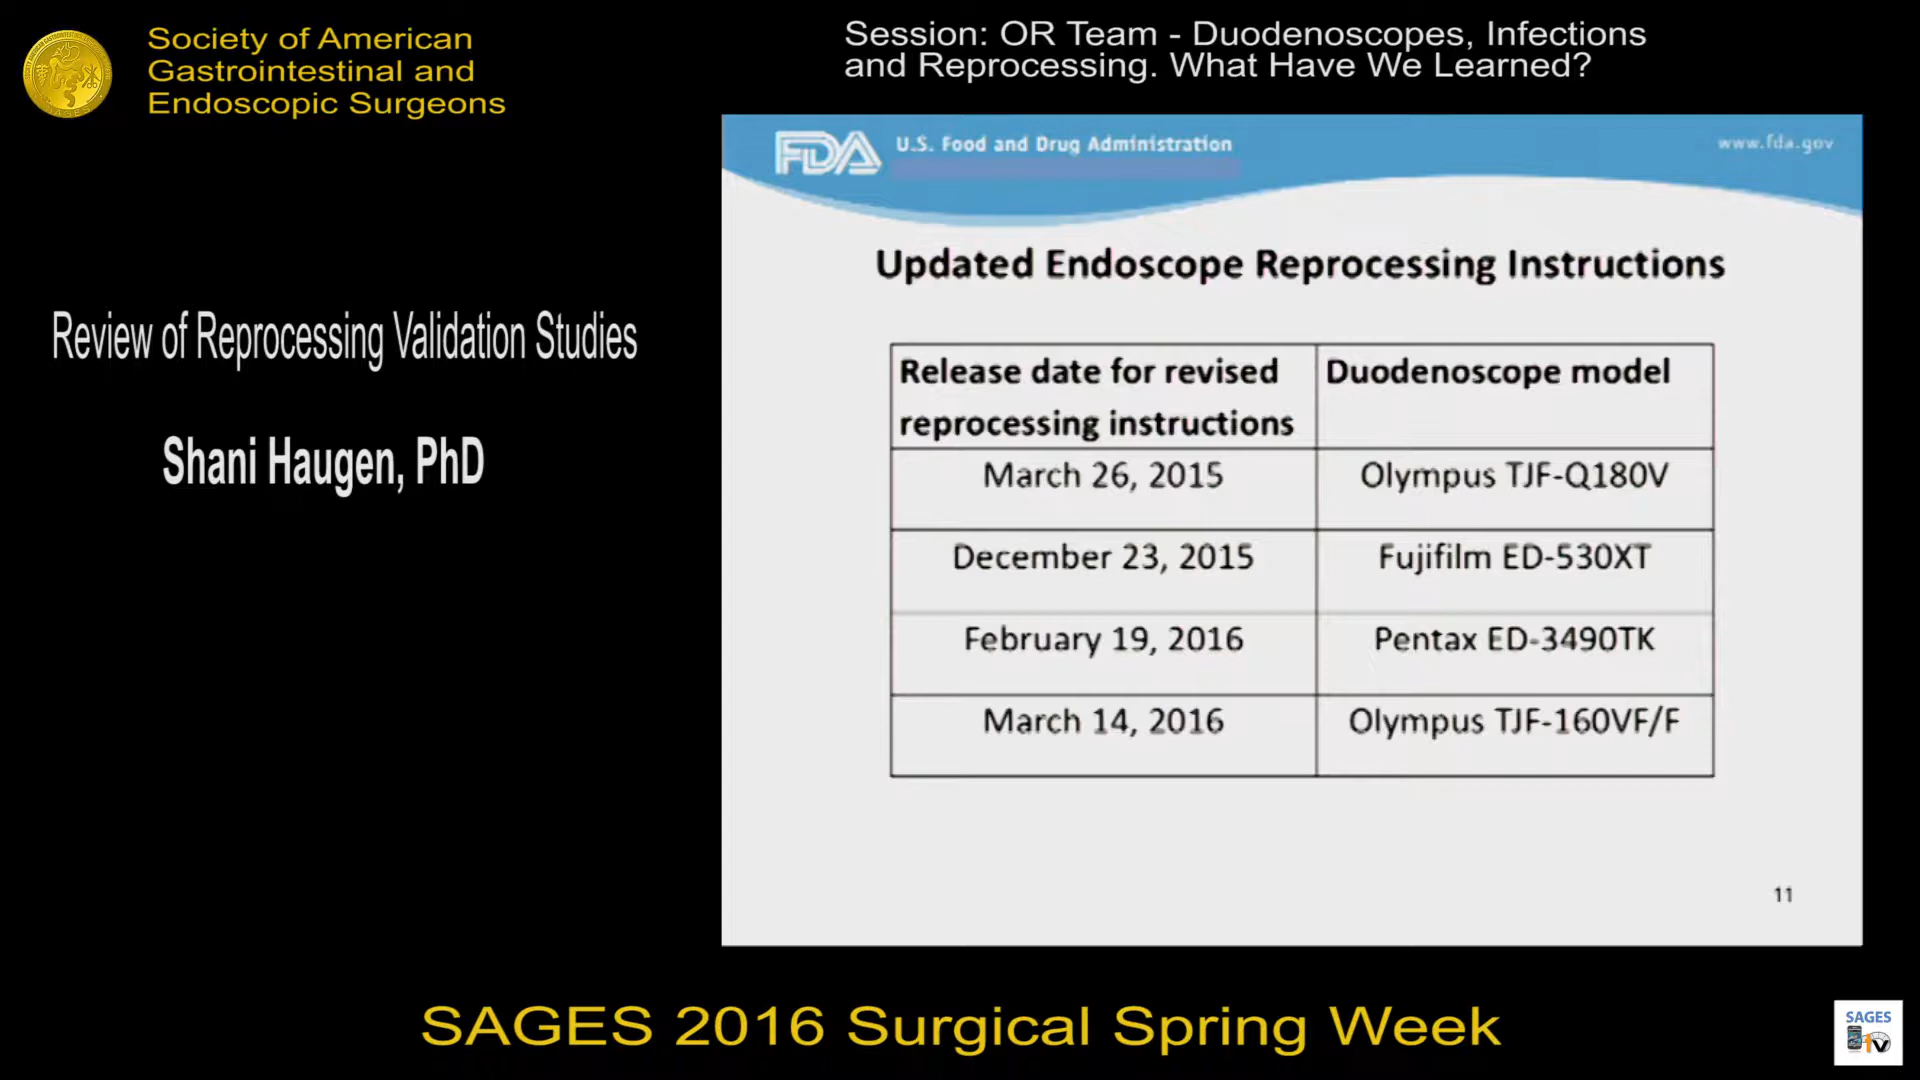 Society of American
Gastrointestinal and
Endoscopic Surgeons
Session: OR Team - Duodenoscopes, Infections
and Reprocessing. What Have We Learned?
Review of Reprocessing Validation Studies
Shani Haugen, PhD
FDA U.S. Food and Drug Administration
www.fda.gov
Updated Endoscope Reprocessing Instructions
Release date for revised
reprocessing instructions
Duodenoscope model
March 26, 2015 Olympus TJF-Q180V
December 23, 2015 Fujifilm ED-530XT
February 19, 2016 Pentax ED-3490TK
March 14, 2016 Olympus TJF-160VF/F
11
SAGES 2016 Surgical Spring Week
SAGES
tv